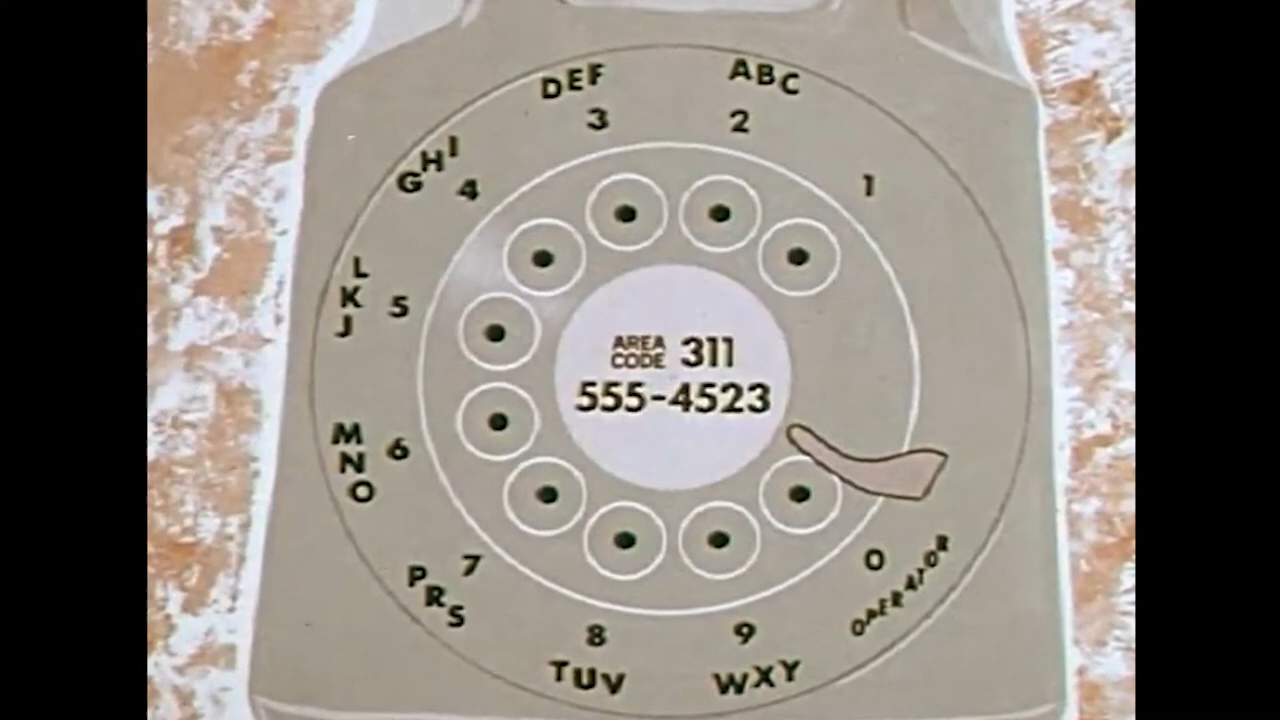 ABC
2
DEF
3
1
GHI
4
LKJ
5
AREA CODE 311
555-4523
MNO
6
PRS
7
0
OPERATOR
8
TUV
9
WXY